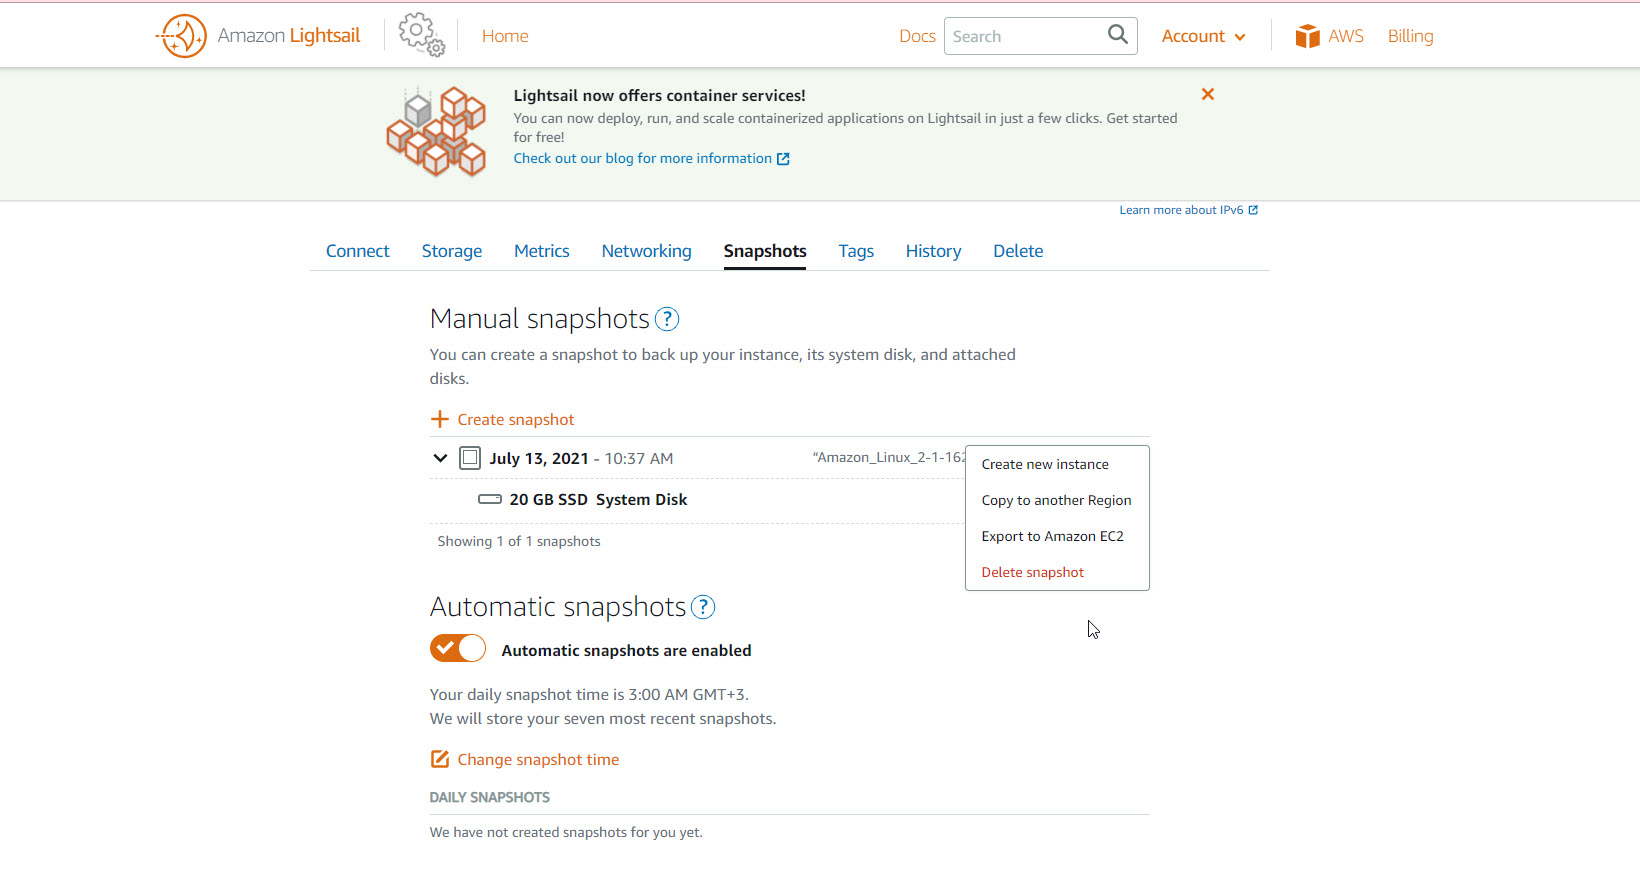 Amazon Lightsail Home Docs Search Account AWS Billing
Lightsail now offers container services!
You can now deploy, run, and scale containerized applications on Lightsail in just a few clicks. Get started
for free!
Check out our blog for more information
Learn more about IPv6
Connect Storage Metrics Networking Snapshots Tags History Delete
Manual snapshots ?
You can create a snapshot to back up your instance, its system disk, and attached
disks.
+ Create snapshot
July 13, 2021 - 10:37 AM "Amazon_Linux_2-1-162
20 GB SSD System Disk
Showing 1 of 1 snapshots
Create new instance
Copy to another Region
Export to Amazon EC2
Delete snapshot
Automatic snapshots ?
Automatic snapshots are enabled
Your daily snapshot time is 3:00 AM GMT+3.
We will store your seven most recent snapshots.
Change snapshot time
DAILY SNAPSHOTS
We have not created snapshots for you yet.